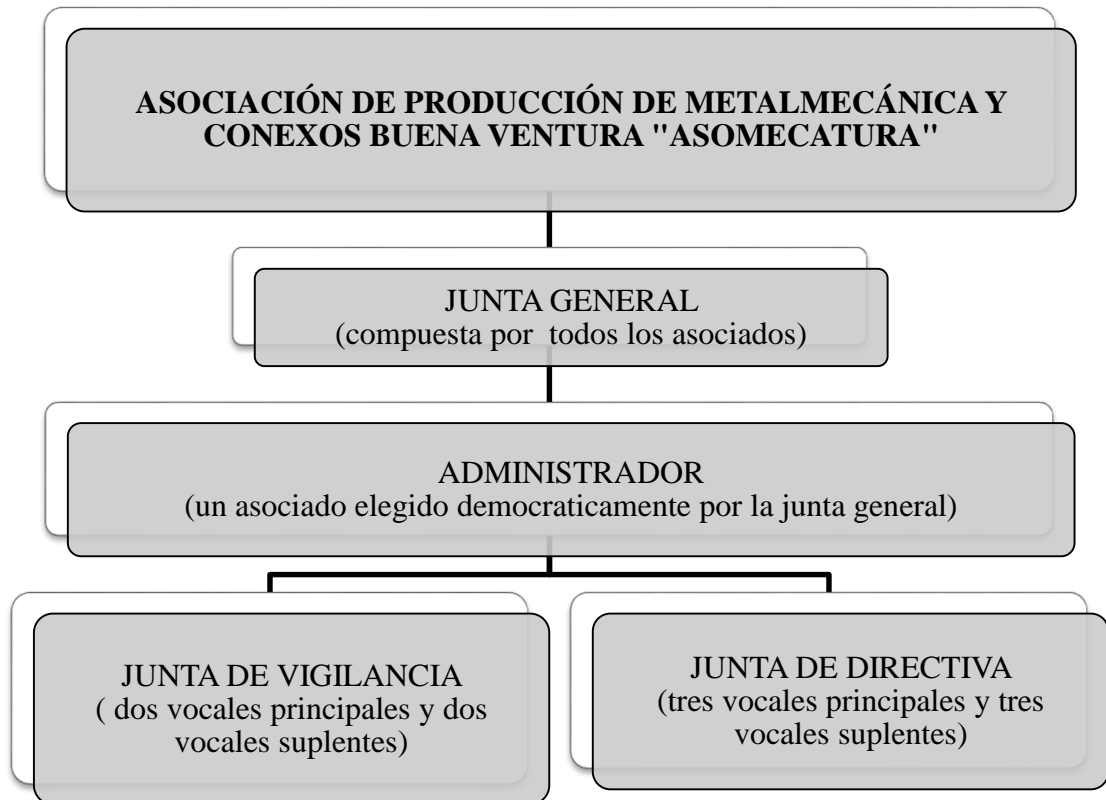 ASOCIACIÓN DE PRODUCCIÓN DE METALMECÁNICA Y
CONEXOS BUENA VENTURA "ASOMECATURA"
JUNTA GENERAL
(compuesta por todos los asociados)
ADMINISTRADOR
(un asociado elegido democraticamente por la junta general)
JUNTA DE VIGILANCIA
( dos vocales principales y dos
vocales suplentes)
JUNTA DE DIRECTIVA
(tres vocales principales y tres
vocales suplentes)